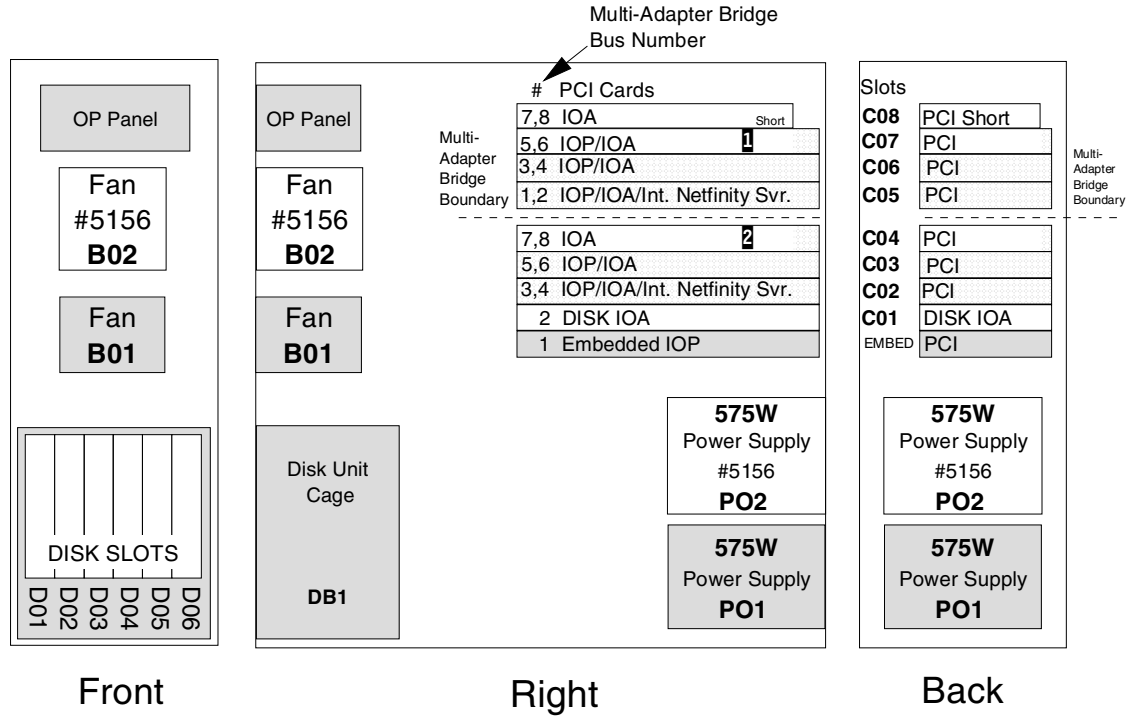 Multi-Adapter Bridge
Bus Number
OP Panel
Fan
#5156
B02
Fan
B01
DISK SLOTS
D01
D02
D03
D04
D05
D06
Front
OP Panel
Fan
#5156
B02
Fan
B01
Disk Unit
Cage
DB1
# PCI Cards
Multi-
Adapter
Bridge
Boundary
7,8 IOA Short
5,6 IOP/IOA 1
3,4 IOP/IOA
1,2 IOP/IOA/Int. Netfinity Svr.
7,8 IOA 2
5,6 IOP/IOA
3,4 IOP/IOA/Int. Netfinity Svr.
2 DISK IOA
1 Embedded IOP
575W
Power Supply
#5156
PO2
575W
Power Supply
PO1
Right
Slots
C08 PCI Short
C07 PCI
C06 PCI
C05 PCI
Multi-
Adapter
Bridge
Boundary
C04 PCI
C03 PCI
C02 PCI
C01 DISK IOA
EMBED PCI
575W
Power Supply
#5156
PO2
575W
Power Supply
PO1
Back